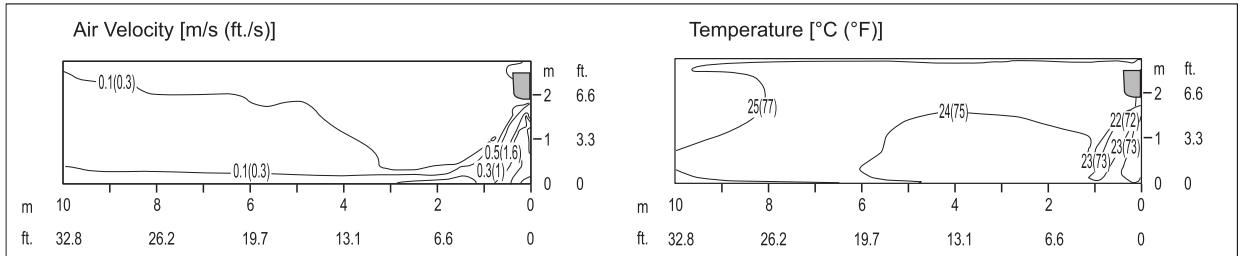 Air Velocity [m/s (ft./s)]
0.1(0.3)
0.1(0.3)
0.5(1.6)
0.3(1)
m ft.
2 6.6
1 3.3
0 0
m 10 8 6 4 2 0
ft. 32.8 26.2 19.7 13.1 6.6 0
Temperature [°C (°F)]
25(77)
24(75)
22(72)
23(73)
23(73)
m ft.
2 6.6
1 3.3
0 0
m 10 8 6 4 2 0
ft. 32.8 26.2 19.7 13.1 6.6 0